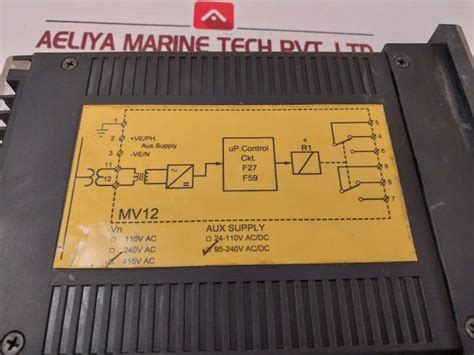 AELIYA MARINE TECH PVT. LTD
1
2 +VE/PH.
Aux.Supply
3 -VE/N
11
12
uP.Control
Ckt.
F27
F59
*
R1
5
4
8
6
9
7
MV12
Vn
110V AC
240V AC
415V AC
AUX SUPPLY
24-110V AC/DC
95-240V AC/DC